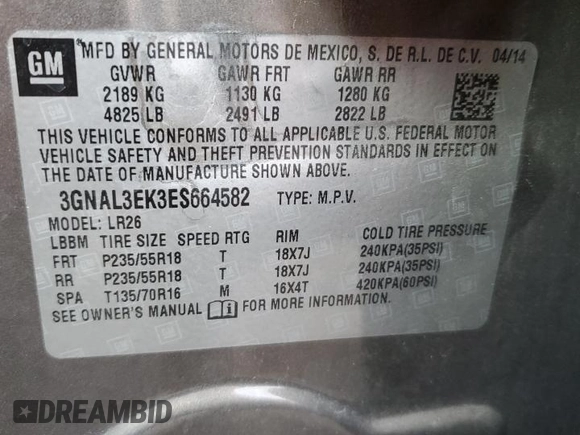 GM
MFD BY GENERAL MOTORS DE MEXICO, S. DE R.L. DE C.V. 04/14
GVWR GAWR FRT GAWR RR
2189 KG 1130 KG 1280 KG
4825 LB 2491 LB 2822 LB
THIS VEHICLE CONFORMS TO ALL APPLICABLE U.S. FEDERAL MOTOR
VEHICLE SAFETY AND THEFT PREVENTION STANDARDS IN EFFECT ON
THE DATE OF MANUFACTURE SHOWN ABOVE.
3GNAL3EK3ES664582 TYPE: M.P.V.
MODEL: LR26
LBBM TIRE SIZE SPEED RTG RIM COLD TIRE PRESSURE
FRT P235/55R18 T 18X7J 240KPA(35PSI)
RR P235/55R18 T 18X7J 240KPA(35PSI)
SPA T135/70R16 M 16X4T 420KPA(60PSI)
SEE OWNER'S MANUAL FOR MORE INFORMATION.
DREAMBID